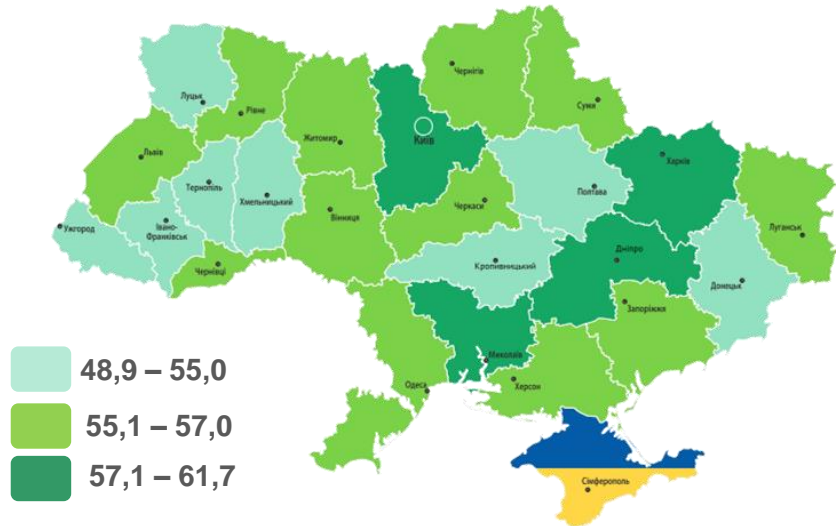 Чернігів
Луцьк
Рівне
Суми
Житомир
Київ
Львів
Харків
Тернопіль
Хмельницький
Полтава
Черкаси
Вінниця
Ужгород
Івано-
Франківськ
Луганськ
Чернівці
Кропивницький
Дніпро
Донецьк
Запоріжжя
Миколаїв
Одеса
Херсон
48,9 – 55,0
55,1 – 57,0
57,1 – 61,7
Сімферополь